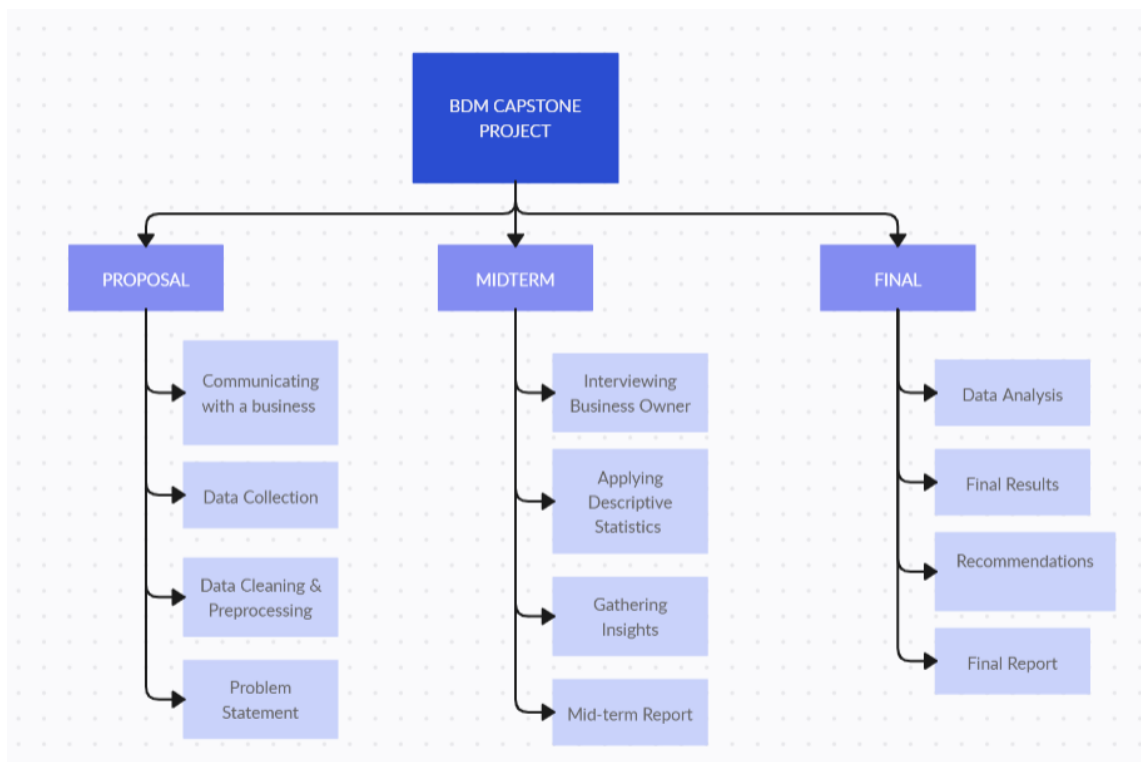 BDM CAPSTONE
PROJECT
PROPOSAL
MIDTERM
FINAL
Communicating
with a business
Data Collection
Data Cleaning &
Preprocessing
Problem
Statement
Interviewing
Business Owner
Applying
Descriptive
Statistics
Gathering
Insights
Mid-term Report
Data Analysis
Final Results
Recommendations
Final Report